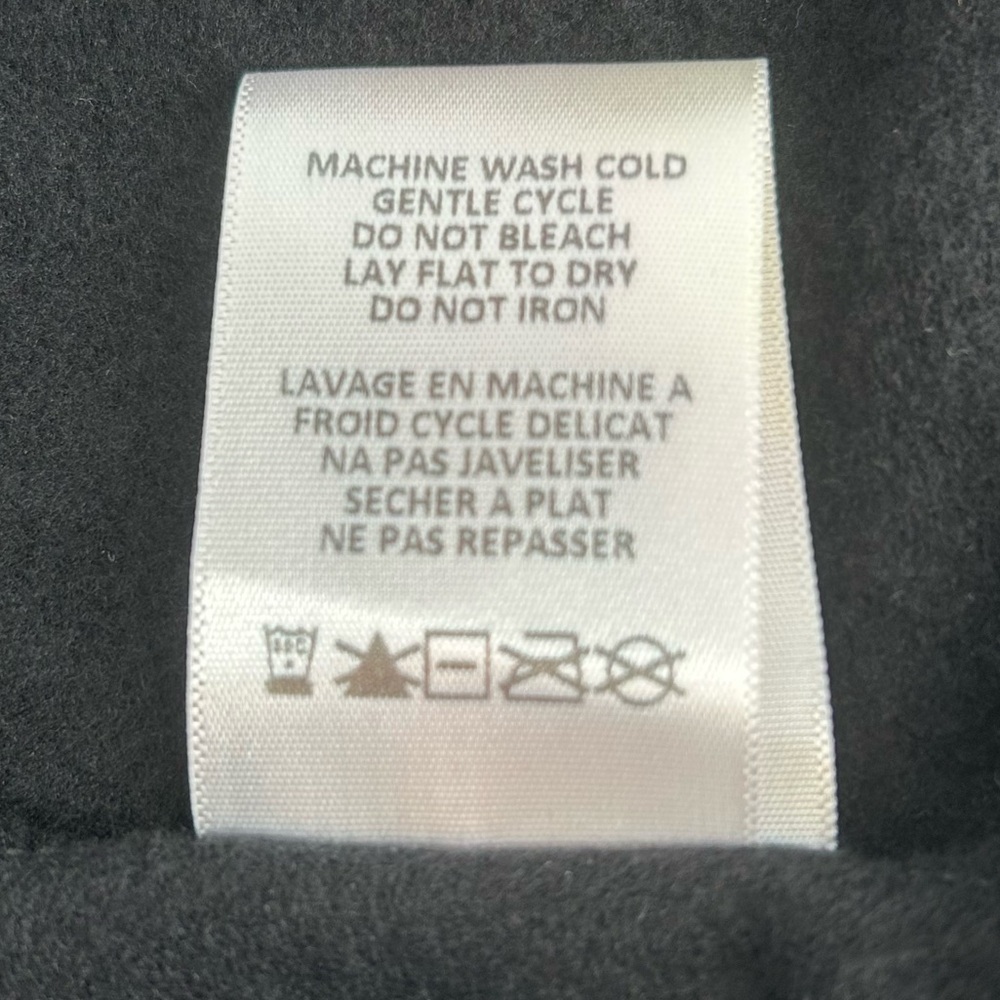 MACHINE WASH COLD
GENTLE CYCLE
DO NOT BLEACH
LAY FLAT TO DRY
DO NOT IRON
LAVAGE EN MACHINE A
FROID CYCLE DELICAT
NA PAS JAVELISER
SECHER A PLAT
NE PAS REPASSER